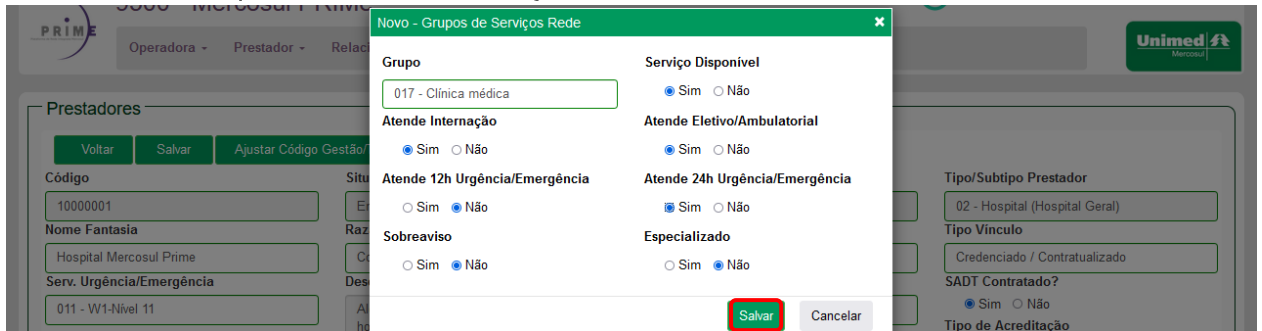 PRIME
Operadora Prestador
Unimed
Mercosul
Novo - Grupos de Serviços Rede
Grupo
Serviço Disponível
017 - Clínica médica
Sim Não
Atende Internação
Atende Eletivo/Ambulatorial
Sim Não
Sim Não
Atende 12h Urgência/Emergência
Atende 24h Urgência/Emergência
Sim Não
Sim Não
Sobreaviso
Especializado
Sim Não
Sim Não
Salvar
Cancelar
Prestadores
Voltar
Salvar
Ajustar Código
Código
Tipo/Subtipo Prestador
10000001
02 - Hospital (Hospital Geral)
Nome Fantasia
Tipo Vínculo
Hospital Mercosul Prime
Credenciado / Contratualizado
Serv. Urgência/Emergência
SADT Contratado?
011 - W1-Nível 11
Sim Não
Tipo de Acreditação